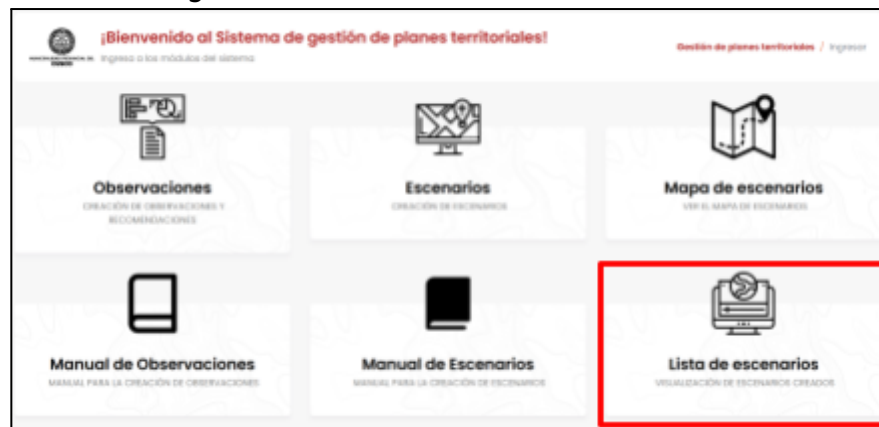 ¡Bienvenido al Sistema de gestión de planes territoriales!
Ingreso a los módulos del sistema
Gestión de planes territoriales / Ingresar
Observaciones
CREACIÓN DE OBSERVACIONES Y
RECOMENDACIONES
Escenarios
CREACIÓN DE ESCENARIOS
Mapa de escenarios
VER EL MAPA DE ESCENARIOS
Manual de Observaciones
MANUAL PARA LA CREACIÓN DE OBSERVACIONES
Manual de Escenarios
MANUAL PARA LA CREACIÓN DE ESCENARIOS
Lista de escenarios
VISUALIZACIÓN DE ESCENARIOS CREADOS